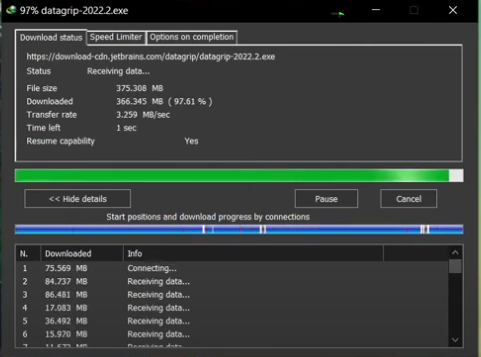 97% datagrip-2022.2.exe
Download status Speed Limiter Options on completion
https://download-cdn.jetbrains.com/datagrip/datagrip-2022.2.exe
Status Receiving data...
File size 375.308 MB
Downloaded 366.345 MB ( 97.61 % )
Transfer rate 3.259 MB/sec
Time left 1 sec
Resume capability Yes
<< Hide details Pause Cancel
Start positions and download progress by connections
N. Downloaded Info
1 75.569 MB Connecting...
2 84.737 MB Receiving data...
3 86.481 MB Receiving data...
4 17.083 MB Receiving data...
5 36.492 MB Receiving data...
6 15.970 MB Receiving data...